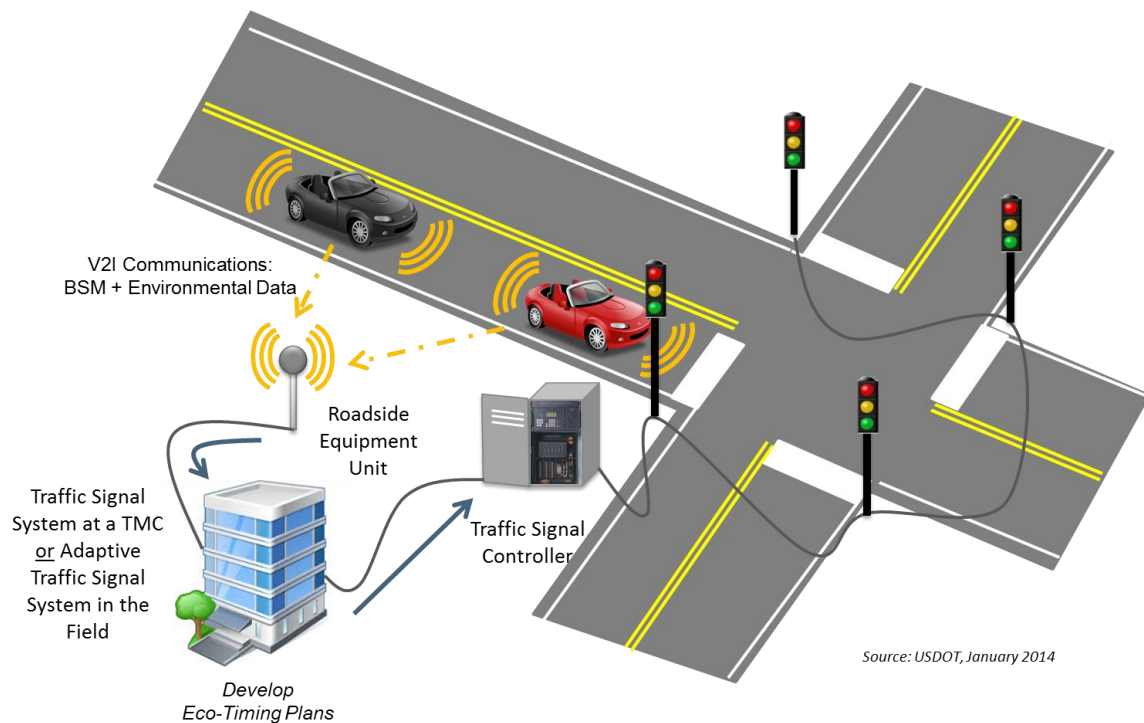 V2I Communications:
BSM + Environmental Data
Roadside
Equipment
Unit
Traffic Signal
System at a TMC
or Adaptive
Traffic Signal
System in the
Field
Traffic Signal
Controller
Develop
Eco-Timing Plans
Source: USDOT, January 2014